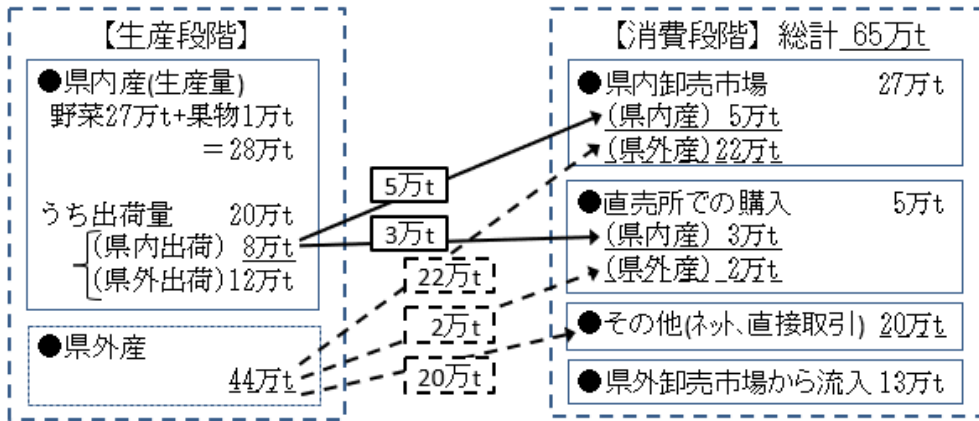 【生産段階】
●県内産(生産量)
野菜27万t+果物1万t
=28万t
うち出荷量 20万t
(県内出荷) 8万t
(県外出荷)12万t
●県外産
44万t
5万t
3万t
22万t
2万t
20万t
【消費段階】 総計 65万t
●県内卸売市場 27万t
(県内産) 5万t
(県外産)22万t
●直売所での購入 5万t
(県内産) 3万t
(県外産) 2万t
●その他(ネット、直接取引) 20万t
●県外卸売市場から流入 13万t